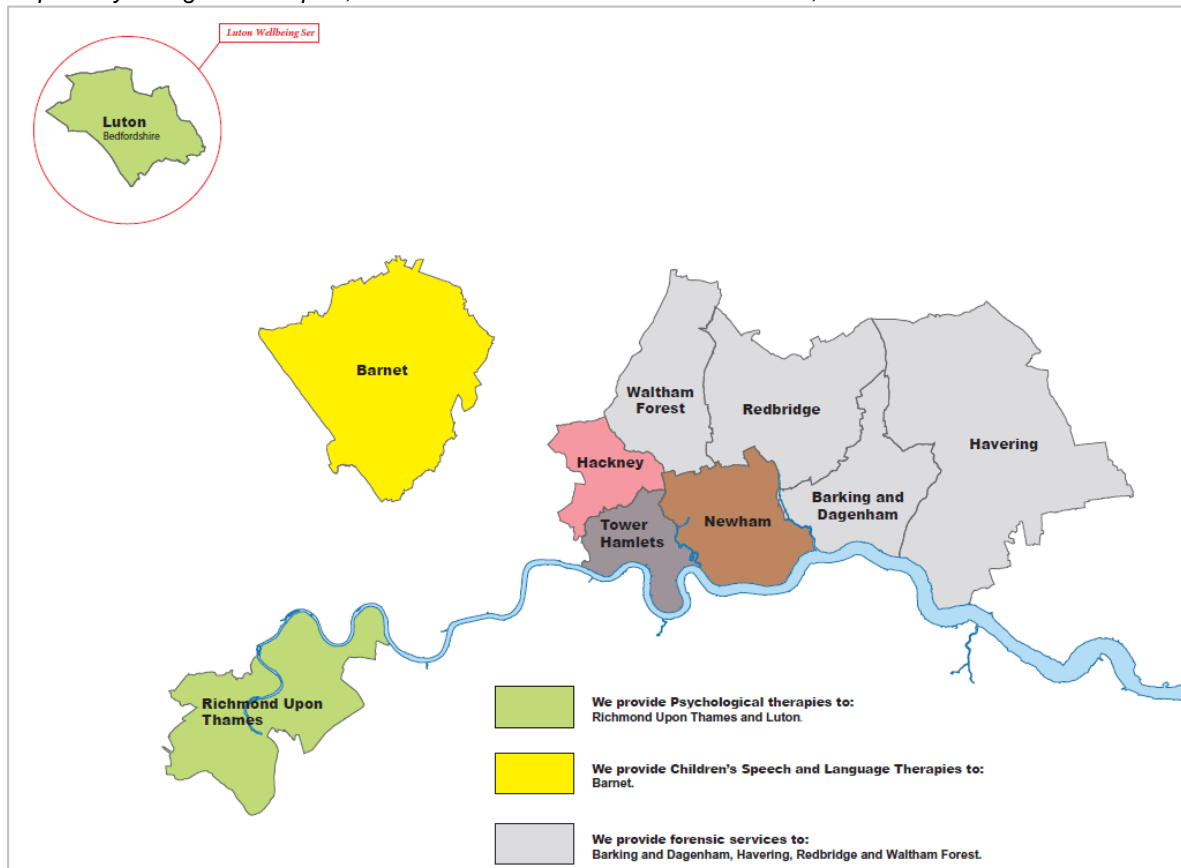 Luton Wellbeing Ser
Luton
Bedfordshire
Barnet
Waltham
Forest
Redbridge
Havering
Hackney
Barking and
Dagenham
Tower
Hamlets
Newham
Richmond Upon
Thames
We provide Psychological therapies to:
Richmond Upon Thames and Luton.
We provide Children's Speech and Language Therapies to:
Barnet.
We provide forensic services to:
Barking and Dagenham, Havering, Redbridge and Waltham Forest.